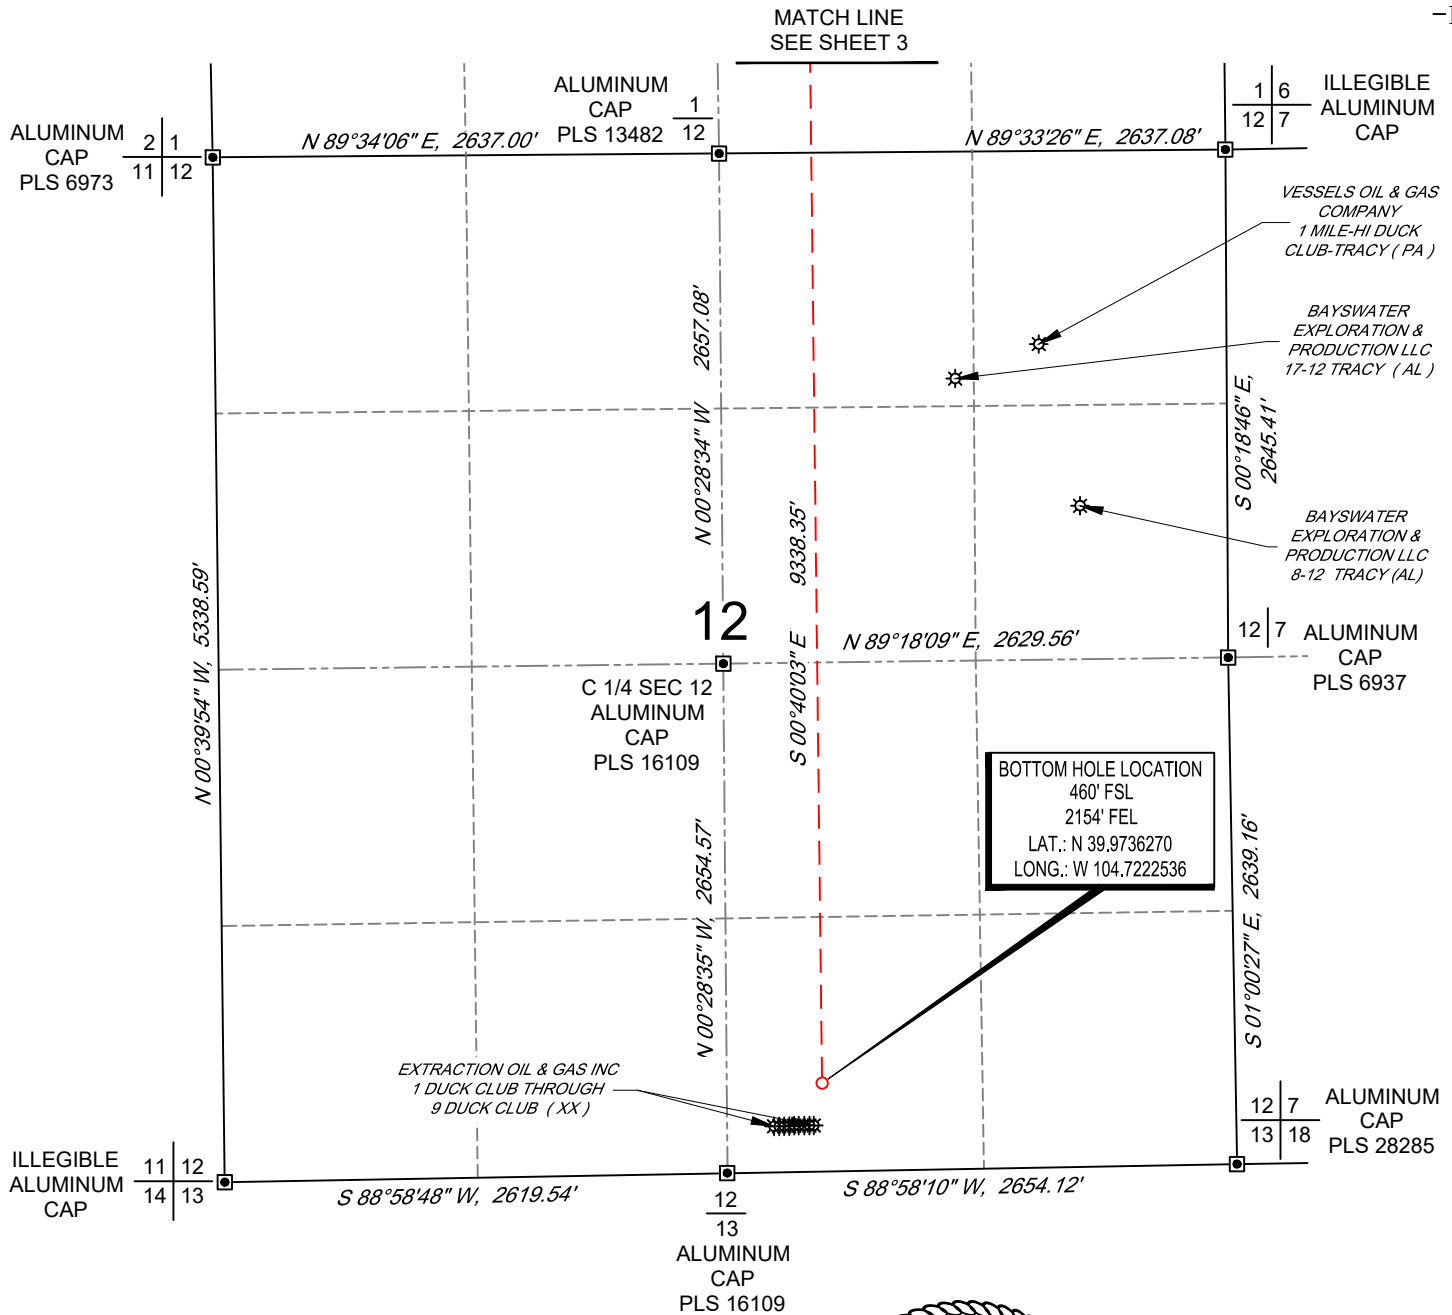 MATCH LINE
SEE SHEET 3
ALUMINUM
CAP
PLS 6973
2 1
11 12
N 89°34'06" E, 2637.00'
ALUMINUM
CAP
PLS 13482
1
12
N 89°33'26" E, 2637.08'
1 6
12 7
ILLEGIBLE
ALUMINUM
CAP
VESSELS OIL & GAS
COMPANY
1 MILE-HI DUCK
CLUB-TRACY ( PA )
BAYSWATER
EXPLORATION &
PRODUCTION LLC
17-12 TRACY ( AL )
S 00°18'46" E,
2645.41'
BAYSWATER
EXPLORATION &
PRODUCTION LLC
8-12 TRACY (AL)
N 00°28'34" W 2657.08'
S 00°40'03" E 9338.35'
N 00°39'54" W, 5338.59'
12
N 89°18'09" E, 2629.56'
12 7
ALUMINUM
CAP
PLS 6937
C 1/4 SEC 12
ALUMINUM
CAP
PLS 16109
BOTTOM HOLE LOCATION
460' FSL
2154' FEL
LAT.: N 39.9736270
LONG.: W 104.7222536
N 00°28'35" W, 2654.57'
S 01°00'27" E, 2639.16'
EXTRACTION OIL & GAS INC
1 DUCK CLUB THROUGH
9 DUCK CLUB ( XX )
12 7
13 18
ALUMINUM
CAP
PLS 28285
ILLEGIBLE
ALUMINUM
CAP
11 12
14 13
S 88°58'48" W, 2619.54'
S 88°58'10" W, 2654.12'
12
13
ALUMINUM
CAP
PLS 16109